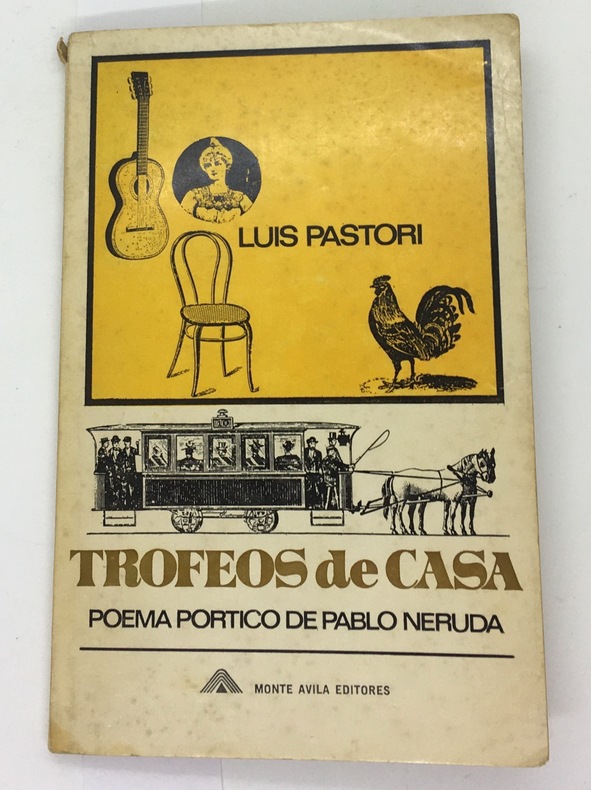 LUIS PASTORI
TROFEOS de CASA
POEMA PORTICO DE PABLO NERUDA
MONTE AVILA EDITORES